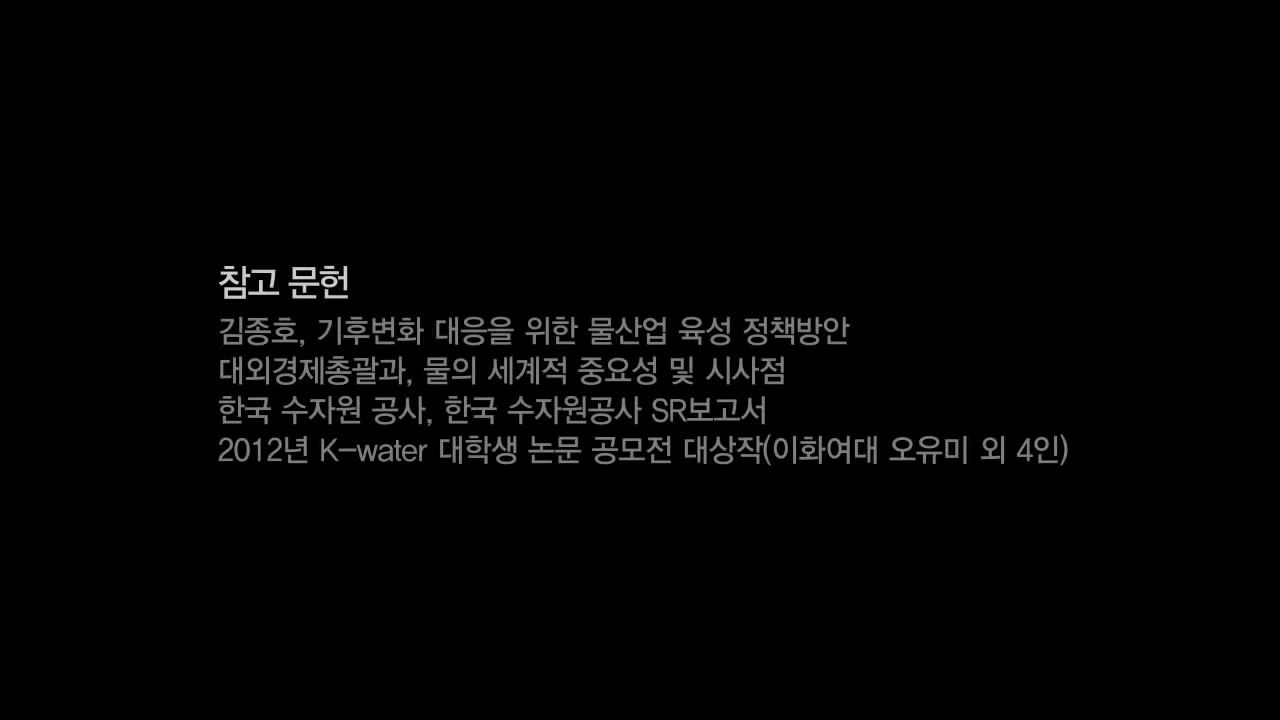 참고 문헌
김종호, 기후변화 대응을 위한 물산업 육성 정책방안
대외경제총괄과, 물의 세계적 중요성 및 시사점
한국 수자원 공사, 한국 수자원공사 SR보고서
2012년 K-water 대학생 논문 공모전 대상작(이화여대 오유미 외 4인)